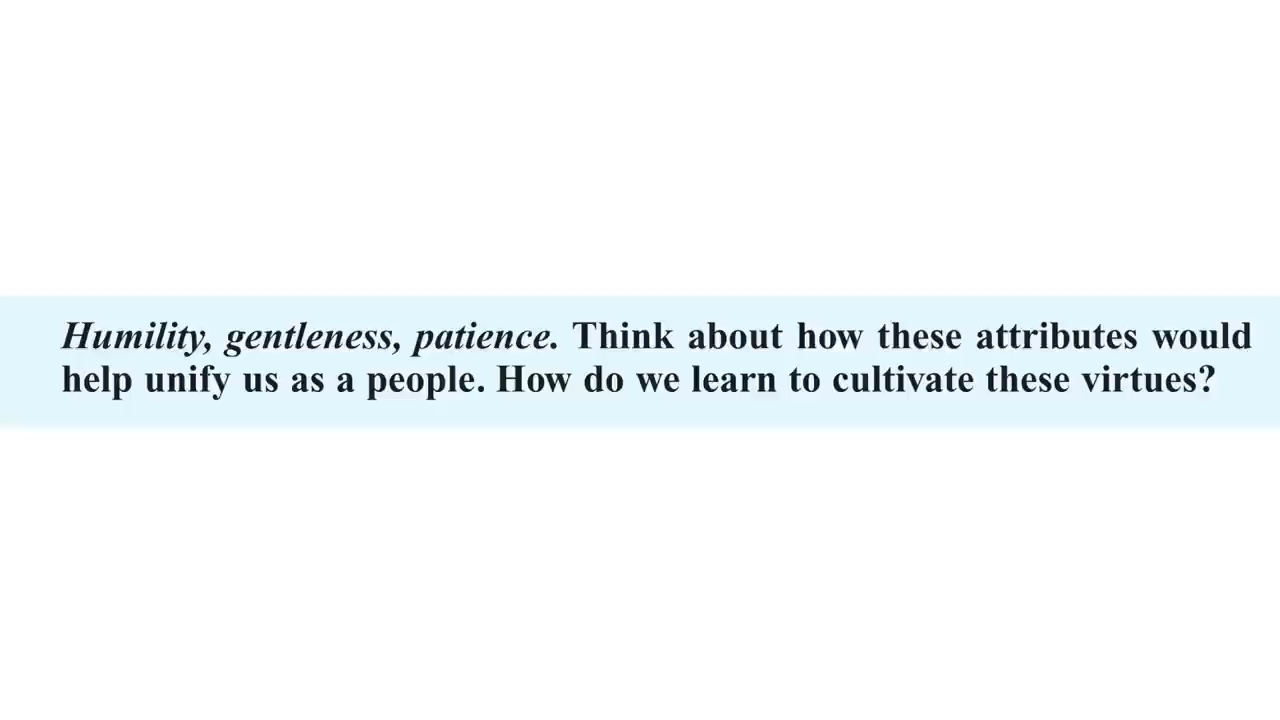 Humility, gentleness, patience. Think about how these attributes would
help unify us as a people. How do we learn to cultivate these virtues?